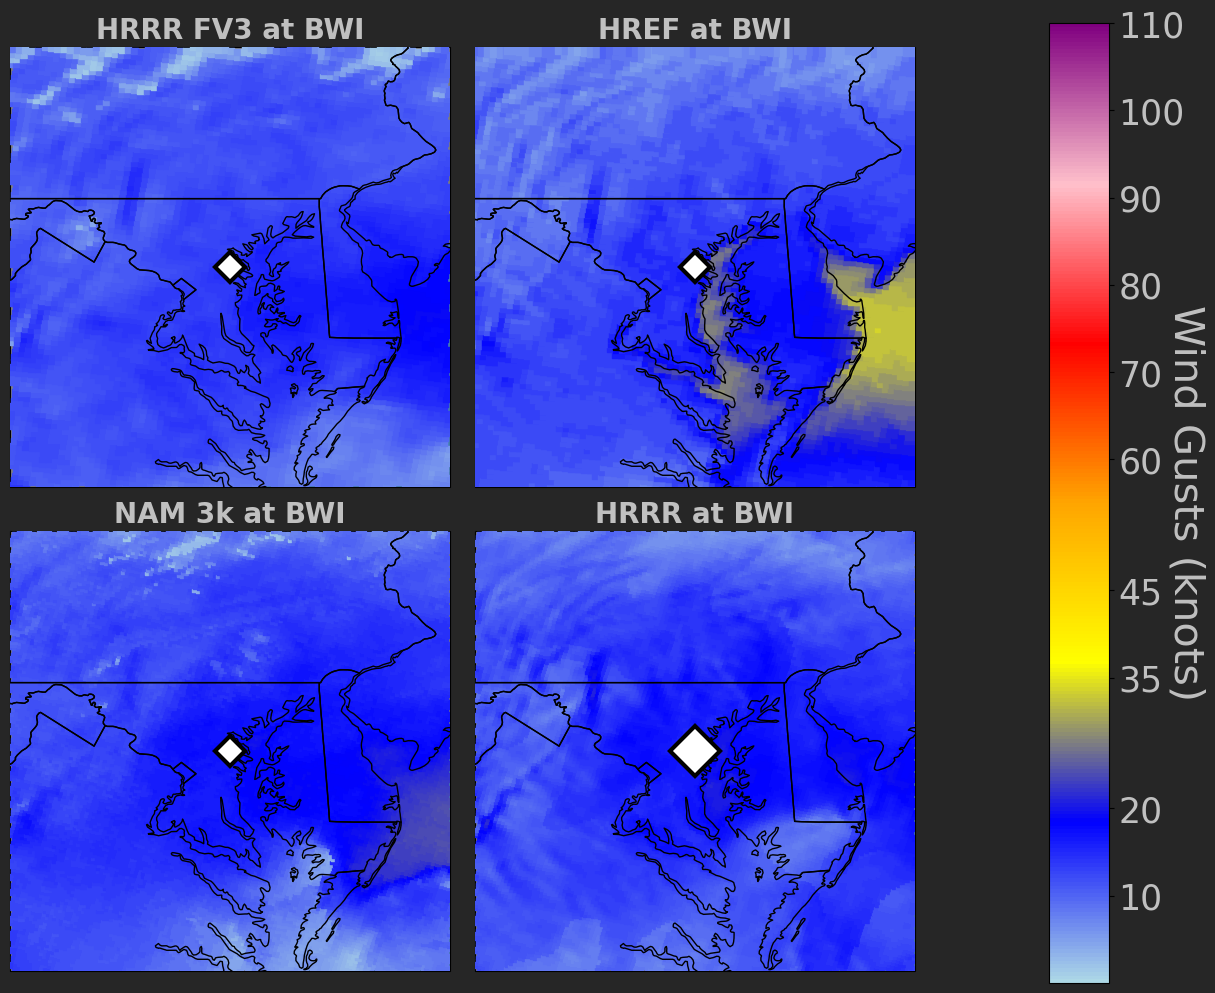 HRRR FV3 at BWI
HREF at BWI
NAM 3k at BWI
HRRR at BWI
110
100
90
80
70
60
45
35
20
10
Wind Gusts (knots)